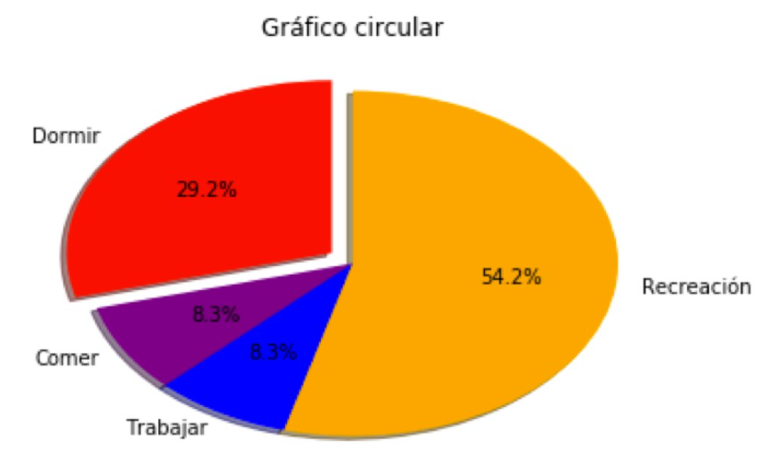 Gráfico circular
Dormir
29.2%
54.2%
Recreación
8.3%
Comer
8.3%
Trabajar